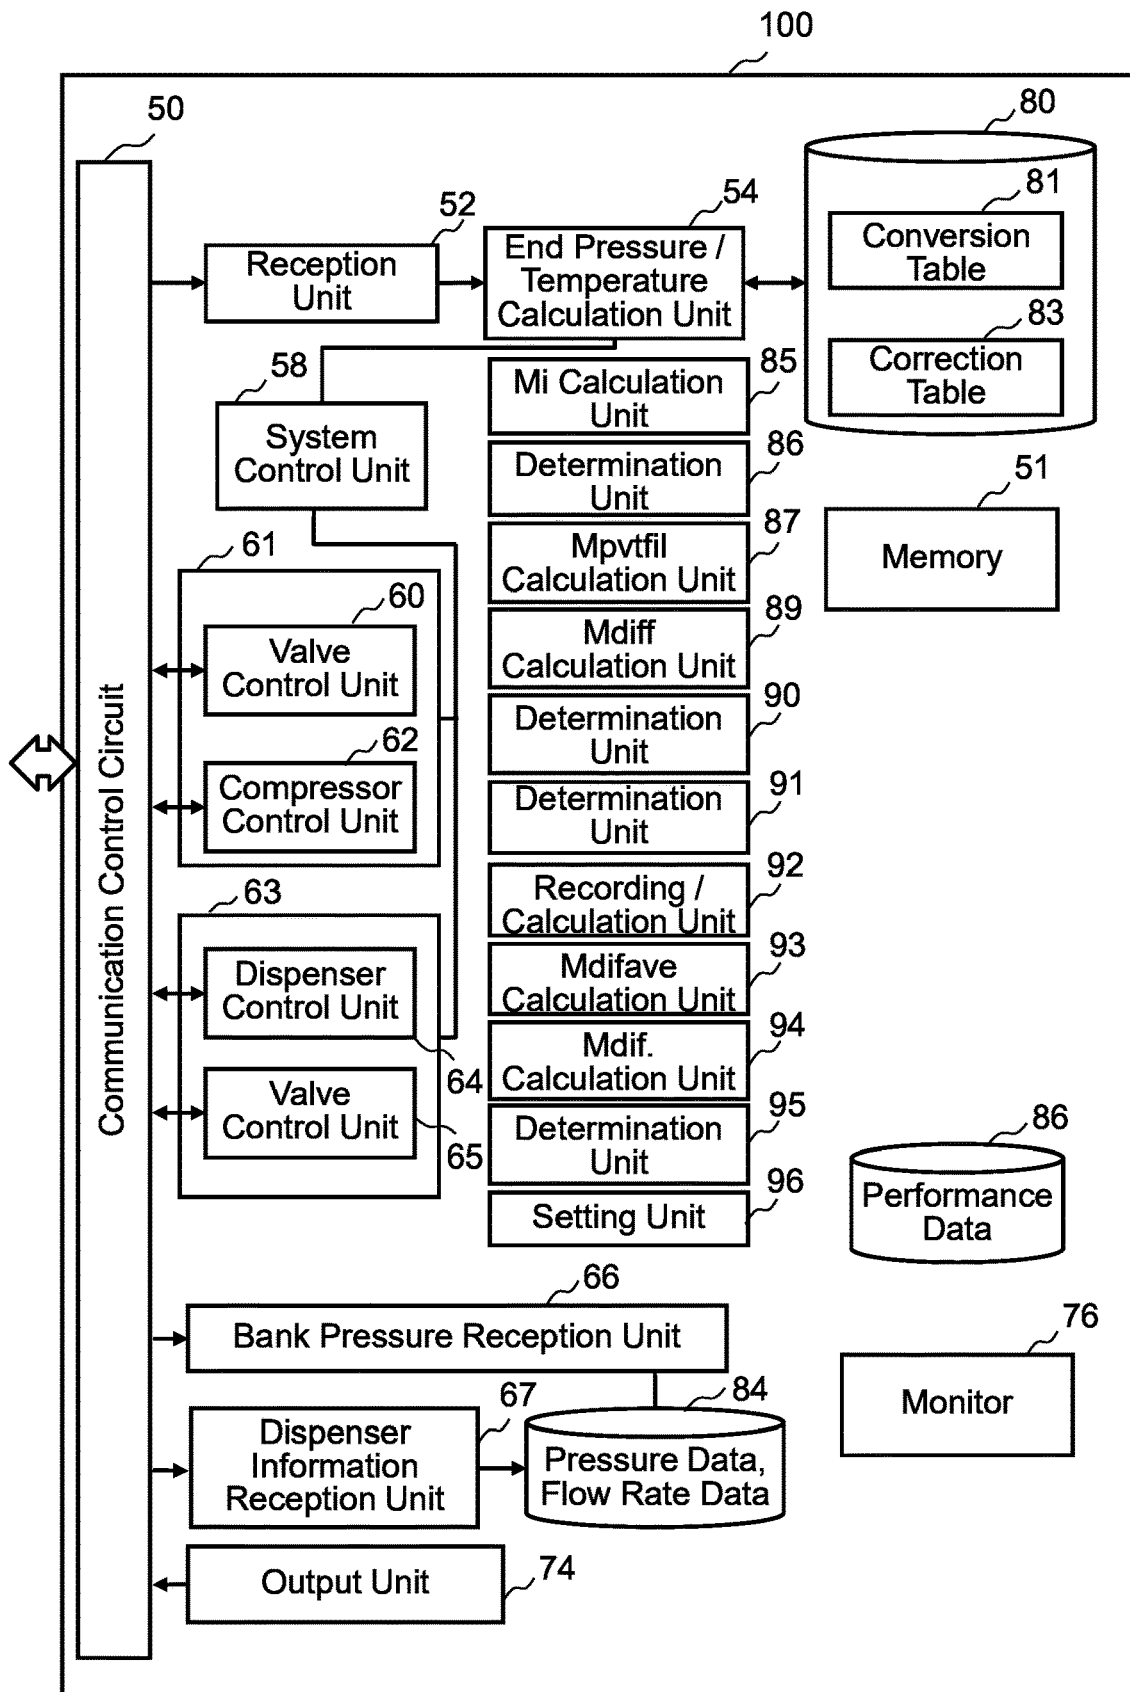 100
50
80
52
54
81
Reception
Unit
End Pressure /
Temperature
Calculation Unit
Conversion
Table
83
Correction
Table
58
System
Control Unit
85
Mi Calculation
Unit
86
Determination
Unit
51
Memory
87
Mpvtfil
Calculation Unit
61
60
Valve
Control Unit
89
Mdiff
Calculation Unit
90
Determination
Unit
62
Compressor
Control Unit
91
Determination
Unit
Communication Control Circuit
92
Recording /
Calculation Unit
63
Dispenser
Control Unit
64
93
Mdifave
Calculation Unit
94
Mdif.
Calculation Unit
Valve
Control Unit
65
95
Determination
Unit
86
Performance
Data
96
Setting Unit
66
Bank Pressure Reception Unit
76
Monitor
67
Dispenser
Information
Reception Unit
84
Pressure Data,
Flow Rate Data
Output Unit
74